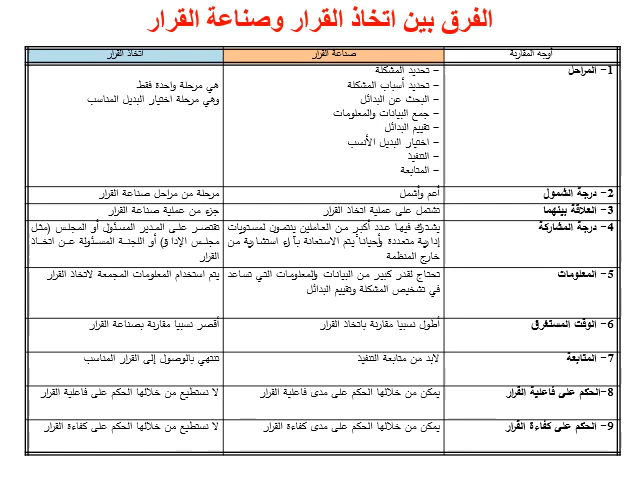 الفرق بين اتخاذ القرار وصناعة القرار
أوجه المقارنة
صناعة القرار
اتخاذ القرار
1- المراحل
– تحديد المشكلة
– تحديد أسباب المشكلة
– البحث عن البدائل
– جمع البيانات والمعلومات
– تقييم البدائل
– اختيار البديل الأنسب
– التنفيذ
– المتابعة
هي مرحلة واحدة فقط
وهي مرحلة اختيار البديل المناسب
2- درجة الشمول
أعم وأشمل
مرحلة من مراحل صناعة القرار
3- العلاقة بينهما
تشتمل على عملية اتخاذ القرار
جزء من عملية صناعة القرار
4- درجة المشاركة
يشترك فيها عدد أكبر من العاملين ينتمون لمستويات
إدارية متعددة وأحياناً يتم الاستعانة بآراء استشارية من
خارج المنظمة
تقتصر على المدير المسئول أو المجلس (مثل
مجلس الإدارة) أو اللجنة المسئولة عن اتخاذ
القرار
5- المعلومات
تحتاج لقدر كبير من البيانات والمعلومات التي تساعد
في تشخيص المشكلة وتقييم البدائل
يتم استخدام المعلومات المجمعة لاتخاذ القرار
6- الوقت المستغرق
أطول نسبيا مقارنة باتخاذ القرار
أقصر نسبيا مقارنة بصناعة القرار
7- المتابعة
لابد من متابعة التنفيذ
تنتهي بالوصول إلى القرار المناسب
8-الحكم على فاعلية القرار
يمكن من خلالها الحكم على مدى فاعلية القرار
لا نستطيع من خلالها الحكم على فاعلية القرار
9- الحكم على كفاءة القرار
يمكن من خلالها الحكم على مدى كفاءة القرار
لا نستطيع من خلالها الحكم على كفاءة القرار